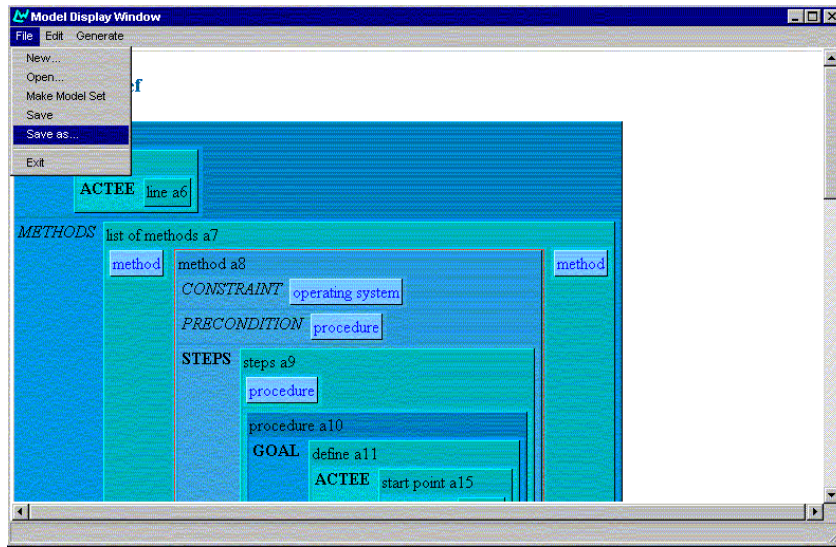 Model Display Window
File Edit Generate
New...
Open...
Make Model Set
Save
Save as...
Exit
ef
ACTEE line a6
METHODS list of methods a7
method method a8 method
CONSTRAINT operating system
PRECONDITION procedure
STEPS steps a9
procedure
procedure a10
GOAL define a11
ACTEE start point a15